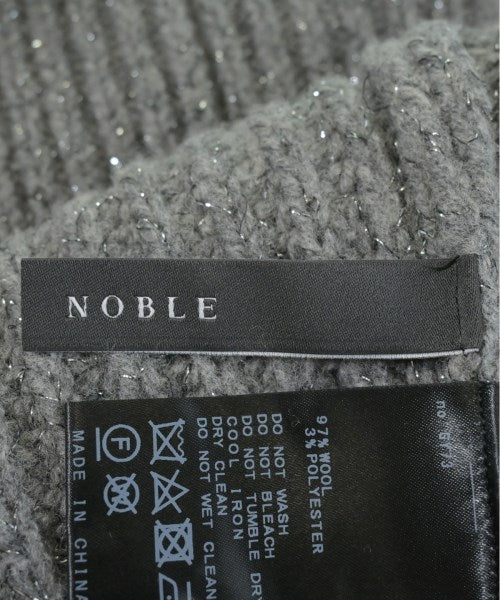 NOBLE
97% WOOL
3% POLYESTER
DO NOT WASH
DO NOT BLEACH
DO NOT TUMBLE DRY
COOL IRON
DRY CLEAN
DO NOT WET CLEAN
F
MADE IN CHINA